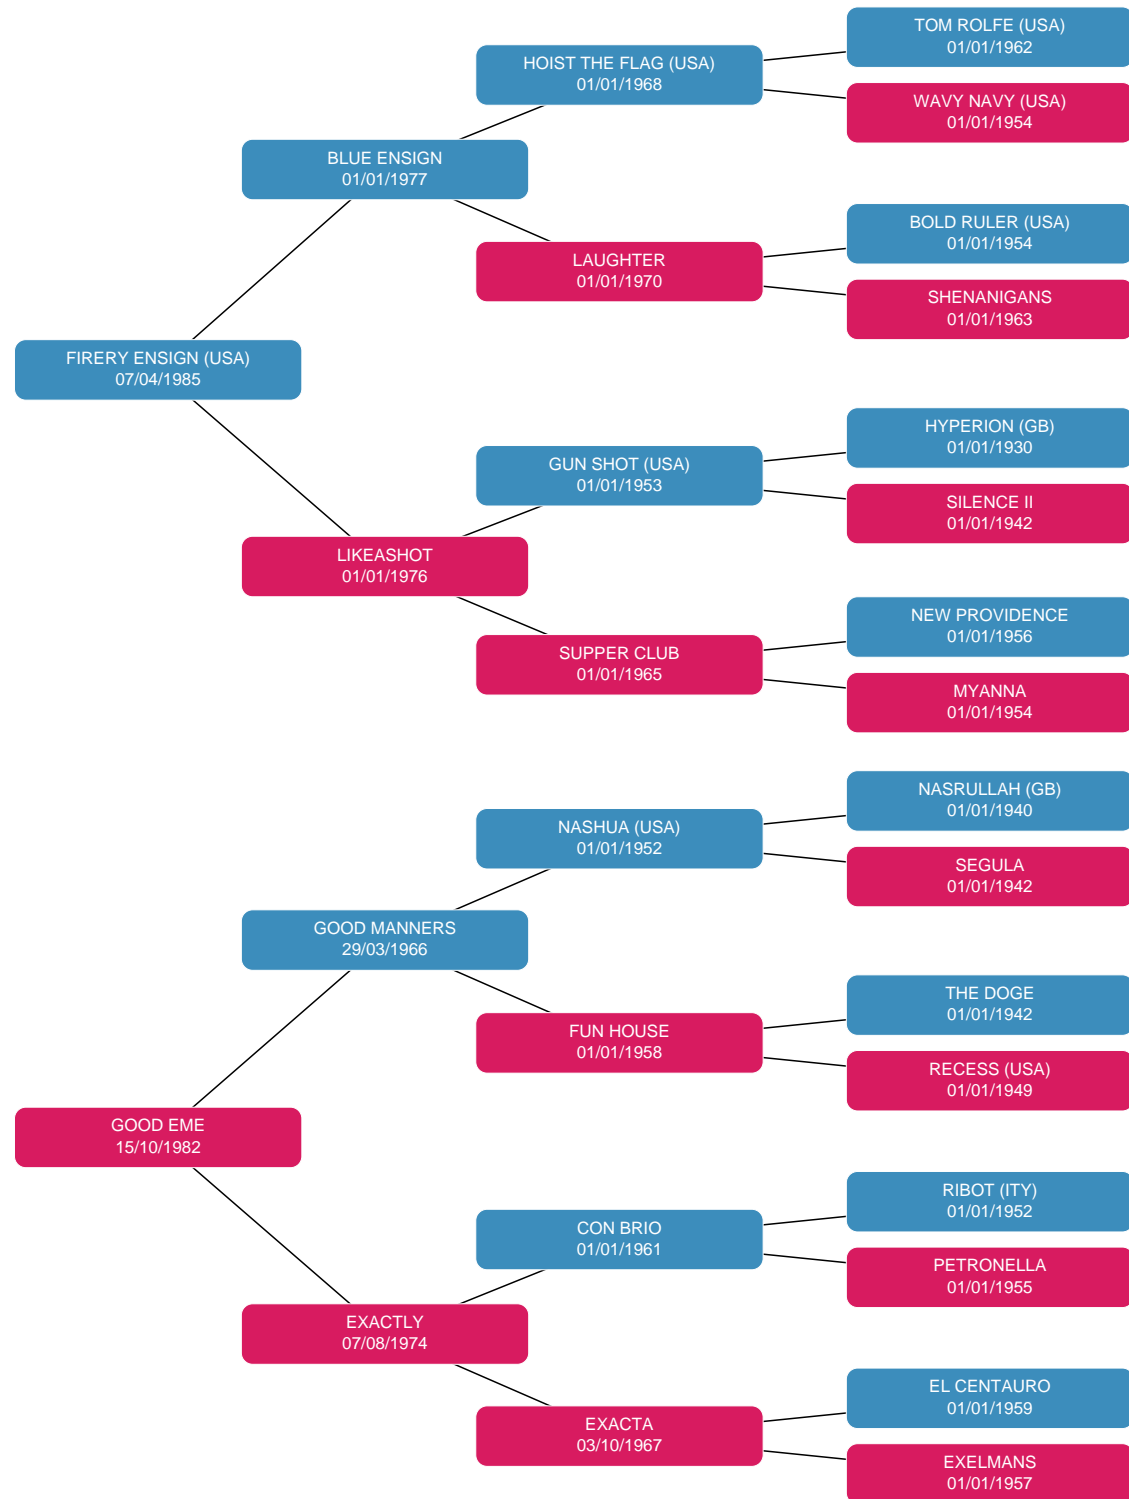 TOM ROLFE (USA)
01/01/1962
HOIST THE FLAG (USA)
01/01/1968
WAVY NAVY (USA)
01/01/1954
BLUE ENSIGN
01/01/1977
BOLD RULER (USA)
01/01/1954
LAUGHTER
01/01/1970
SHENANIGANS
01/01/1963
FIRERY ENSIGN (USA)
07/04/1985
HYPERION (GB)
01/01/1930
GUN SHOT (USA)
01/01/1953
SILENCE II
01/01/1942
LIKEASHOT
01/01/1976
NEW PROVIDENCE
01/01/1956
SUPPER CLUB
01/01/1965
MYANNA
01/01/1954
NASRULLAH (GB)
01/01/1940
NASHUA (USA)
01/01/1952
SEGULA
01/01/1942
GOOD MANNERS
29/03/1966
THE DOGE
01/01/1942
FUN HOUSE
01/01/1958
RECESS (USA)
01/01/1949
GOOD EME
15/10/1982
RIBOT (ITY)
01/01/1952
CON BRIO
01/01/1961
PETRONELLA
01/01/1955
EXACTLY
07/08/1974
EL CENTAURO
01/01/1959
EXACTA
03/10/1967
EXELMANS
01/01/1957